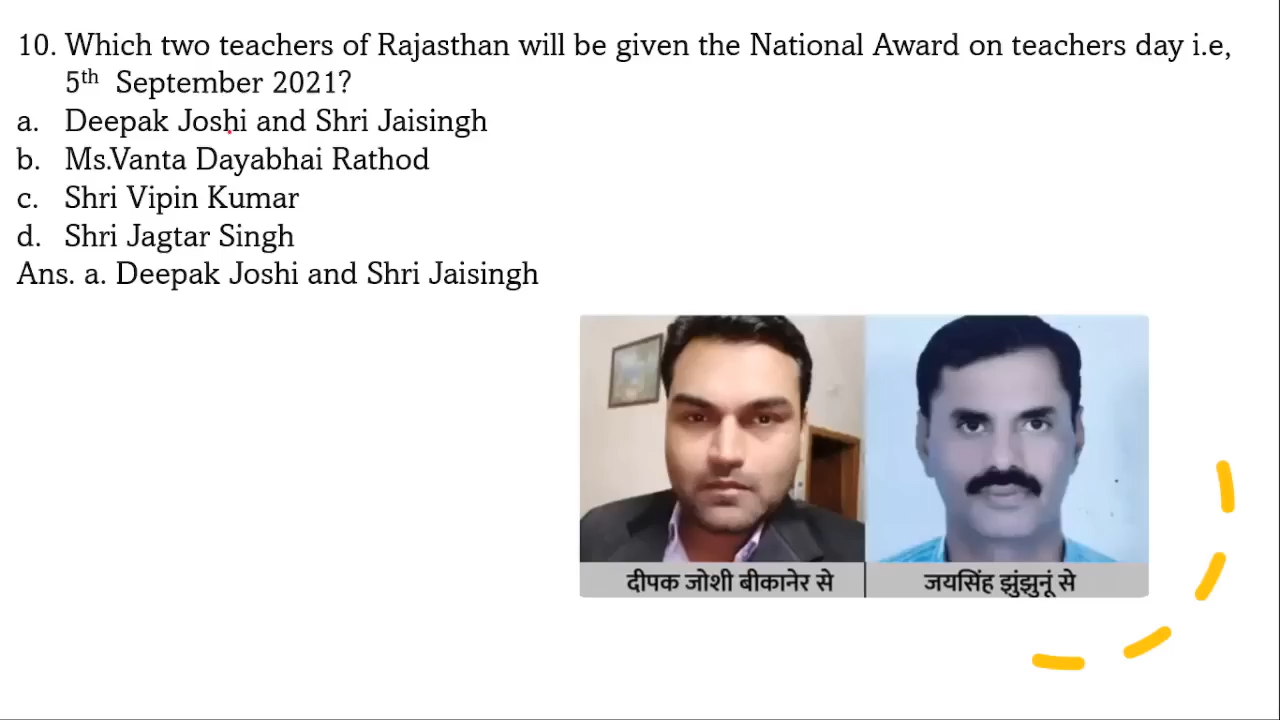 10. Which two teachers of Rajasthan will be given the National Award on teachers day i.e,
5th September 2021?
a. Deepak Joshi and Shri Jaisingh
b. Ms.Vanta Dayabhai Rathod
c. Shri Vipin Kumar
d. Shri Jagtar Singh
Ans. a. Deepak Joshi and Shri Jaisingh
दीपक जोशी बीकानेर से
जयसिंह झुंझुनूं से